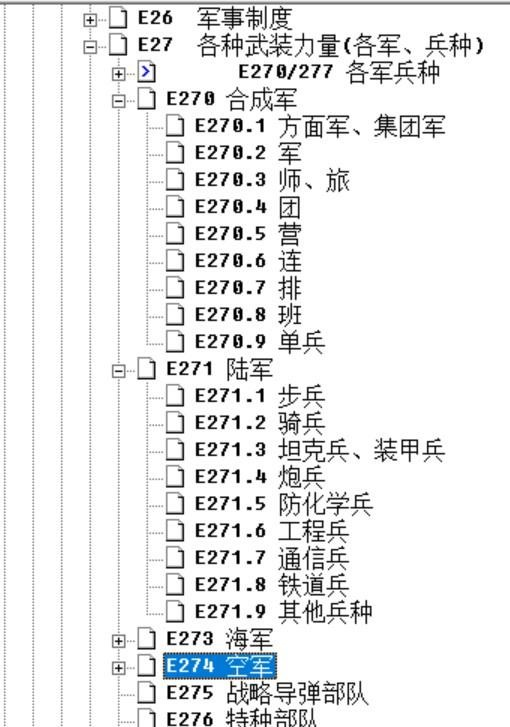 E26 军事制度
E27 各种武装力量(各军、兵种)
E270/277 各军兵种
E270 合成军
E270.1 方面军、集团军
E270.2 军
E270.3 师、旅
E270.4 团
E270.5 营
E270.6 连
E270.7 排
E270.8 班
E270.9 单兵
E271 陆军
E271.1 步兵
E271.2 骑兵
E271.3 坦克兵、装甲兵
E271.4 炮兵
E271.5 防化学兵
E271.6 工程兵
E271.7 通信兵
E271.8 铁道兵
E271.9 其他兵种
E273 海军
E274 空军
E275 战略导弹部队
E276 特种部队